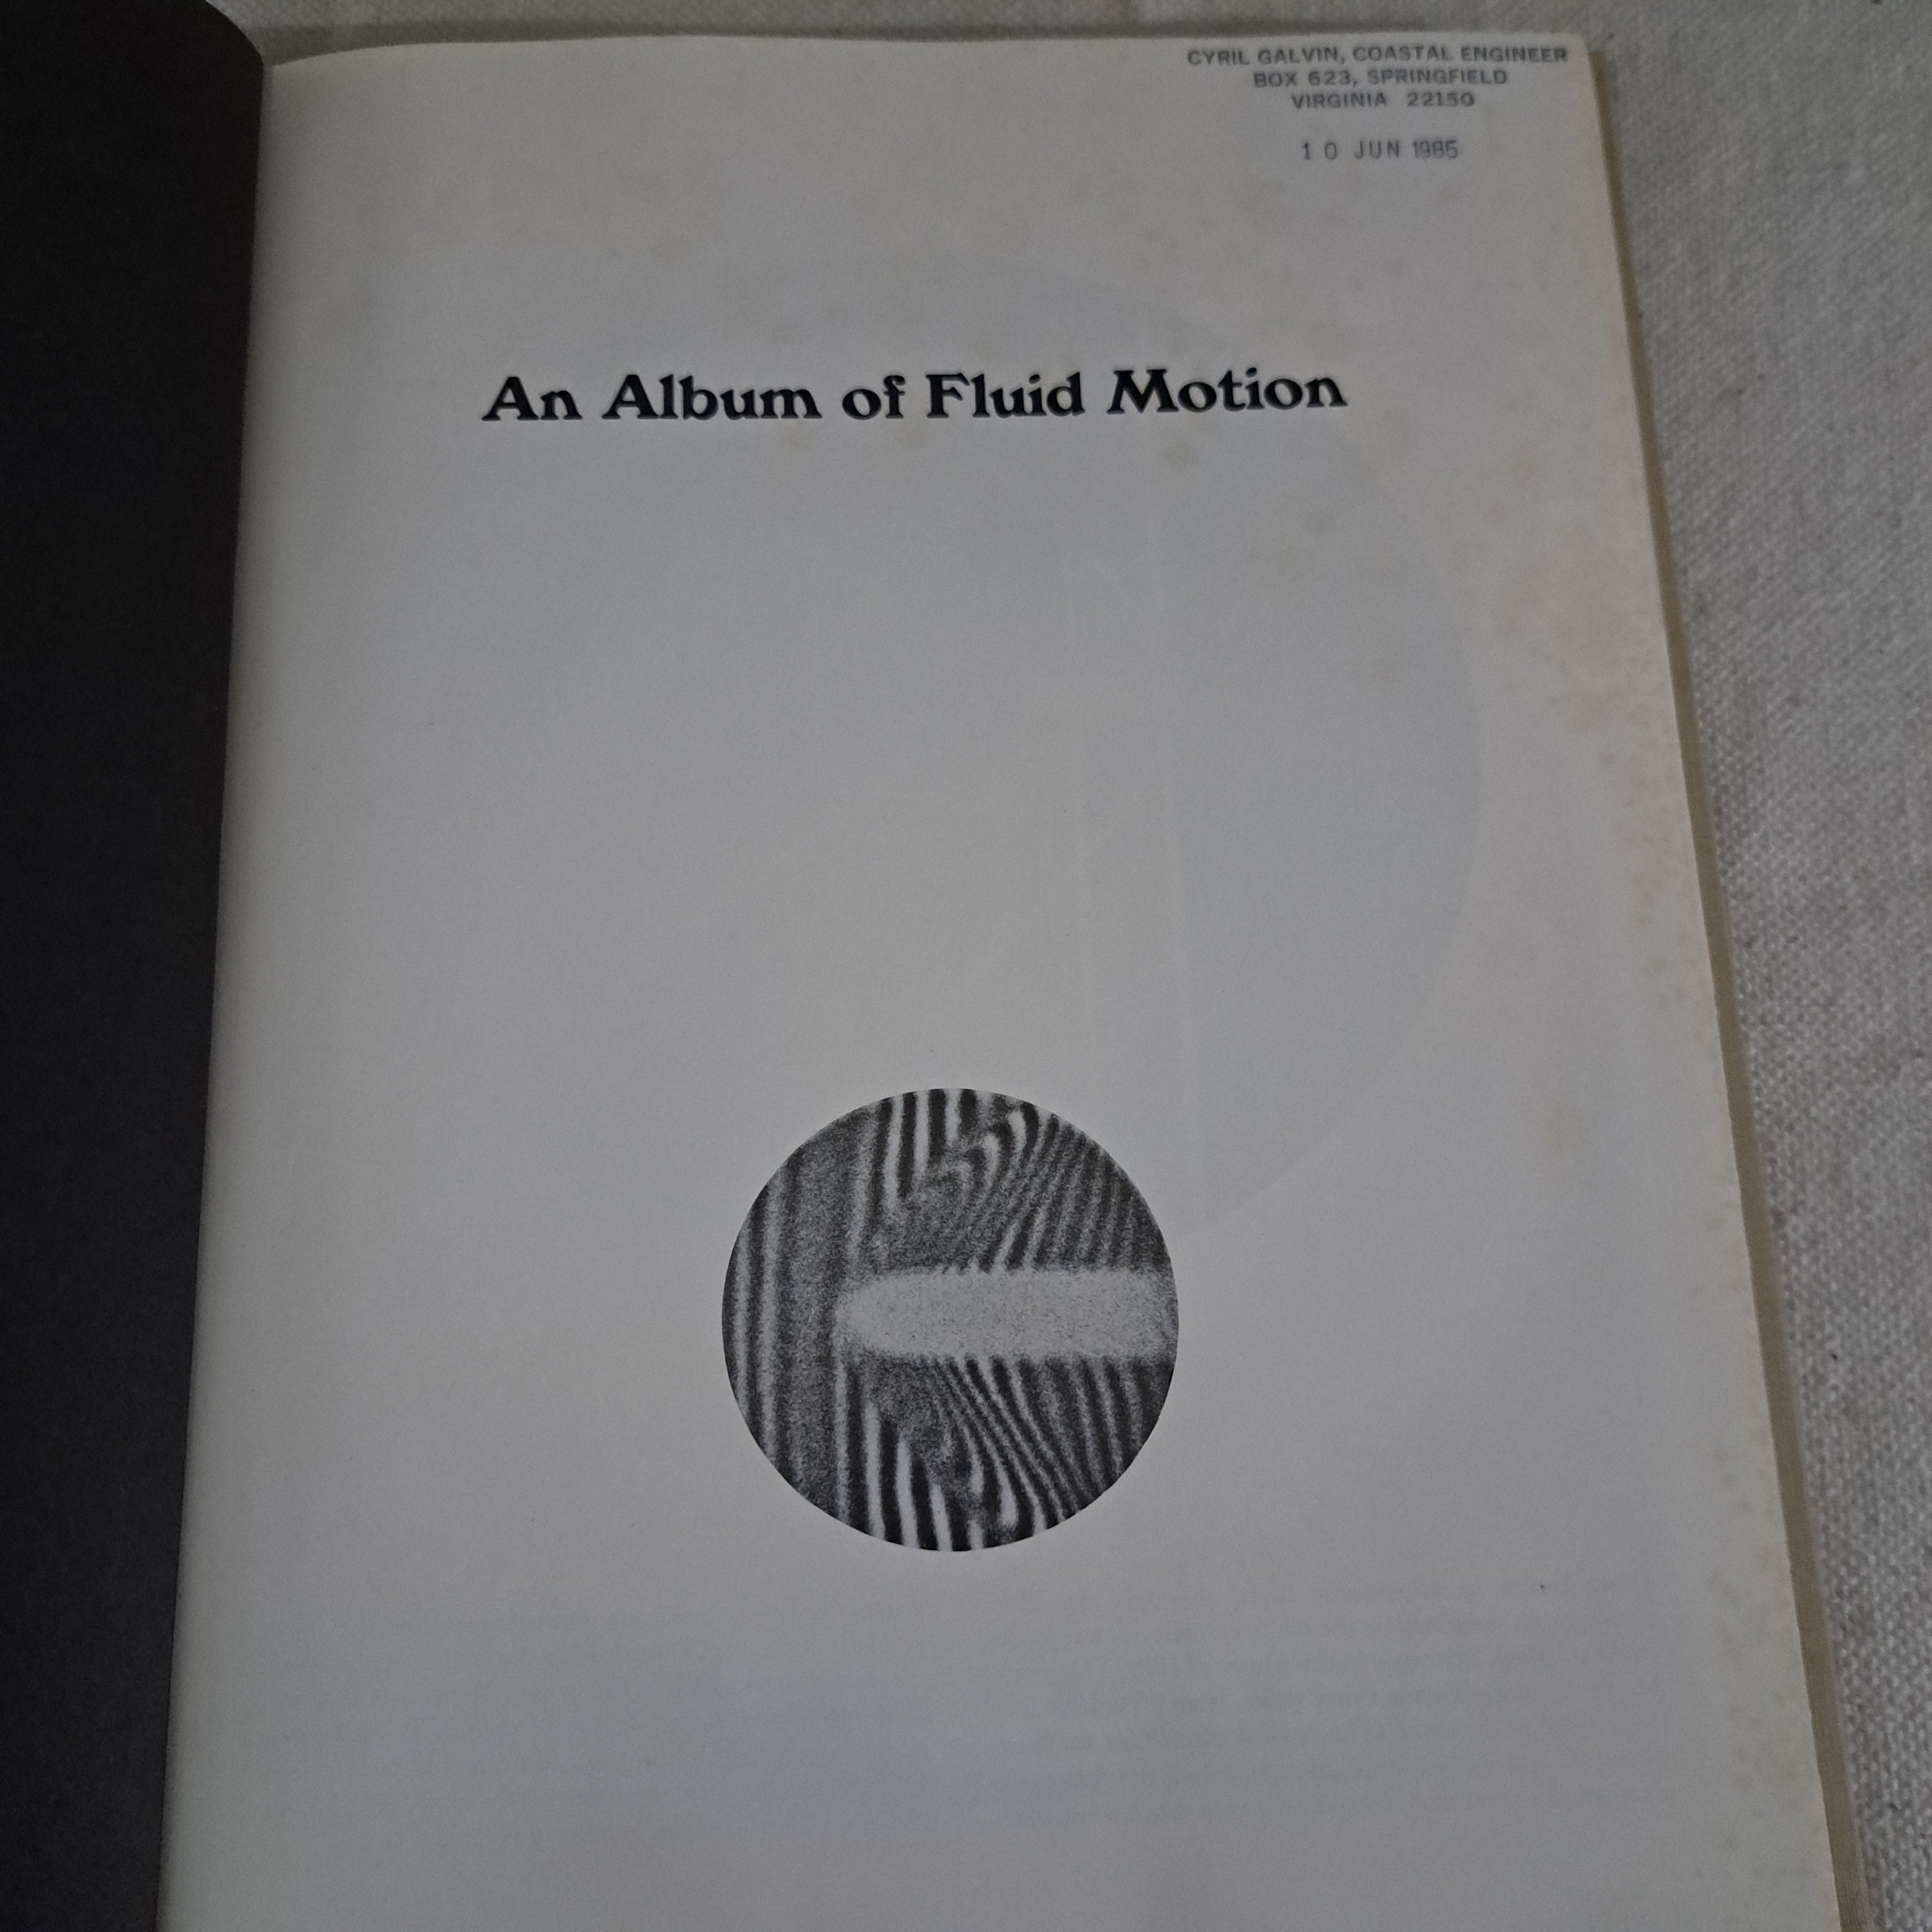 CYRIL GALVIN, COASTAL ENGINEER
BOX 623, SPRINGFIELD
VIRGINIA 22150
10 JUN 1985
An Album of Fluid Motion